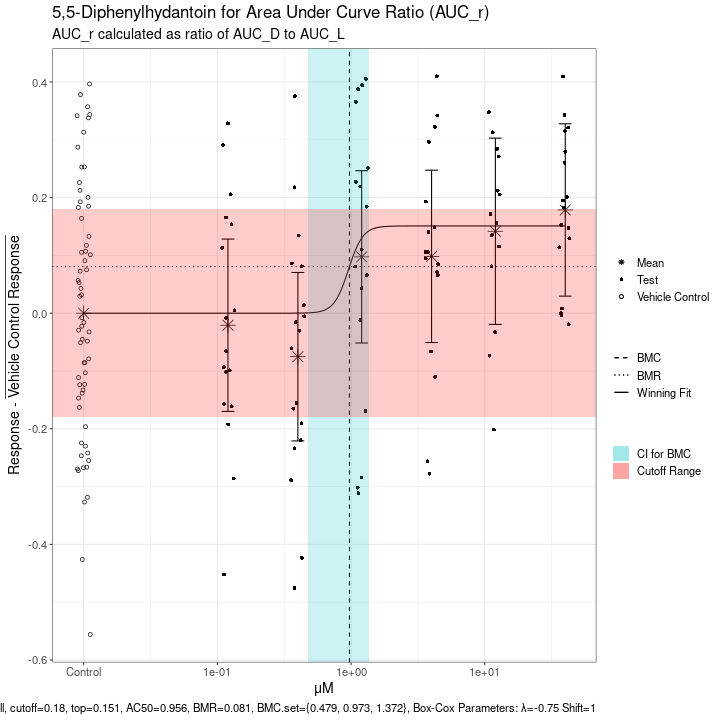 5,5-Diphenylhydantoin for Area Under Curve Ratio (AUC_r)
AUC_r calculated as ratio of AUC_D to AUC_L
Response - Vehicle Control Response
0.4
0.2
0.0
-0.2
-0.4
-0.6
Control
1e-01
1e+00
1e+01
μM
Mean
Test
Vehicle Control
BMC
BMR
Winning Fit
CI for BMC
Cutoff Range
ll, cutoff=0.18, top=0.151, AC50=0.956, BMR=0.081, BMC.set={0.479, 0.973, 1.372}, Box-Cox Parameters: λ=-0.75 Shift=1